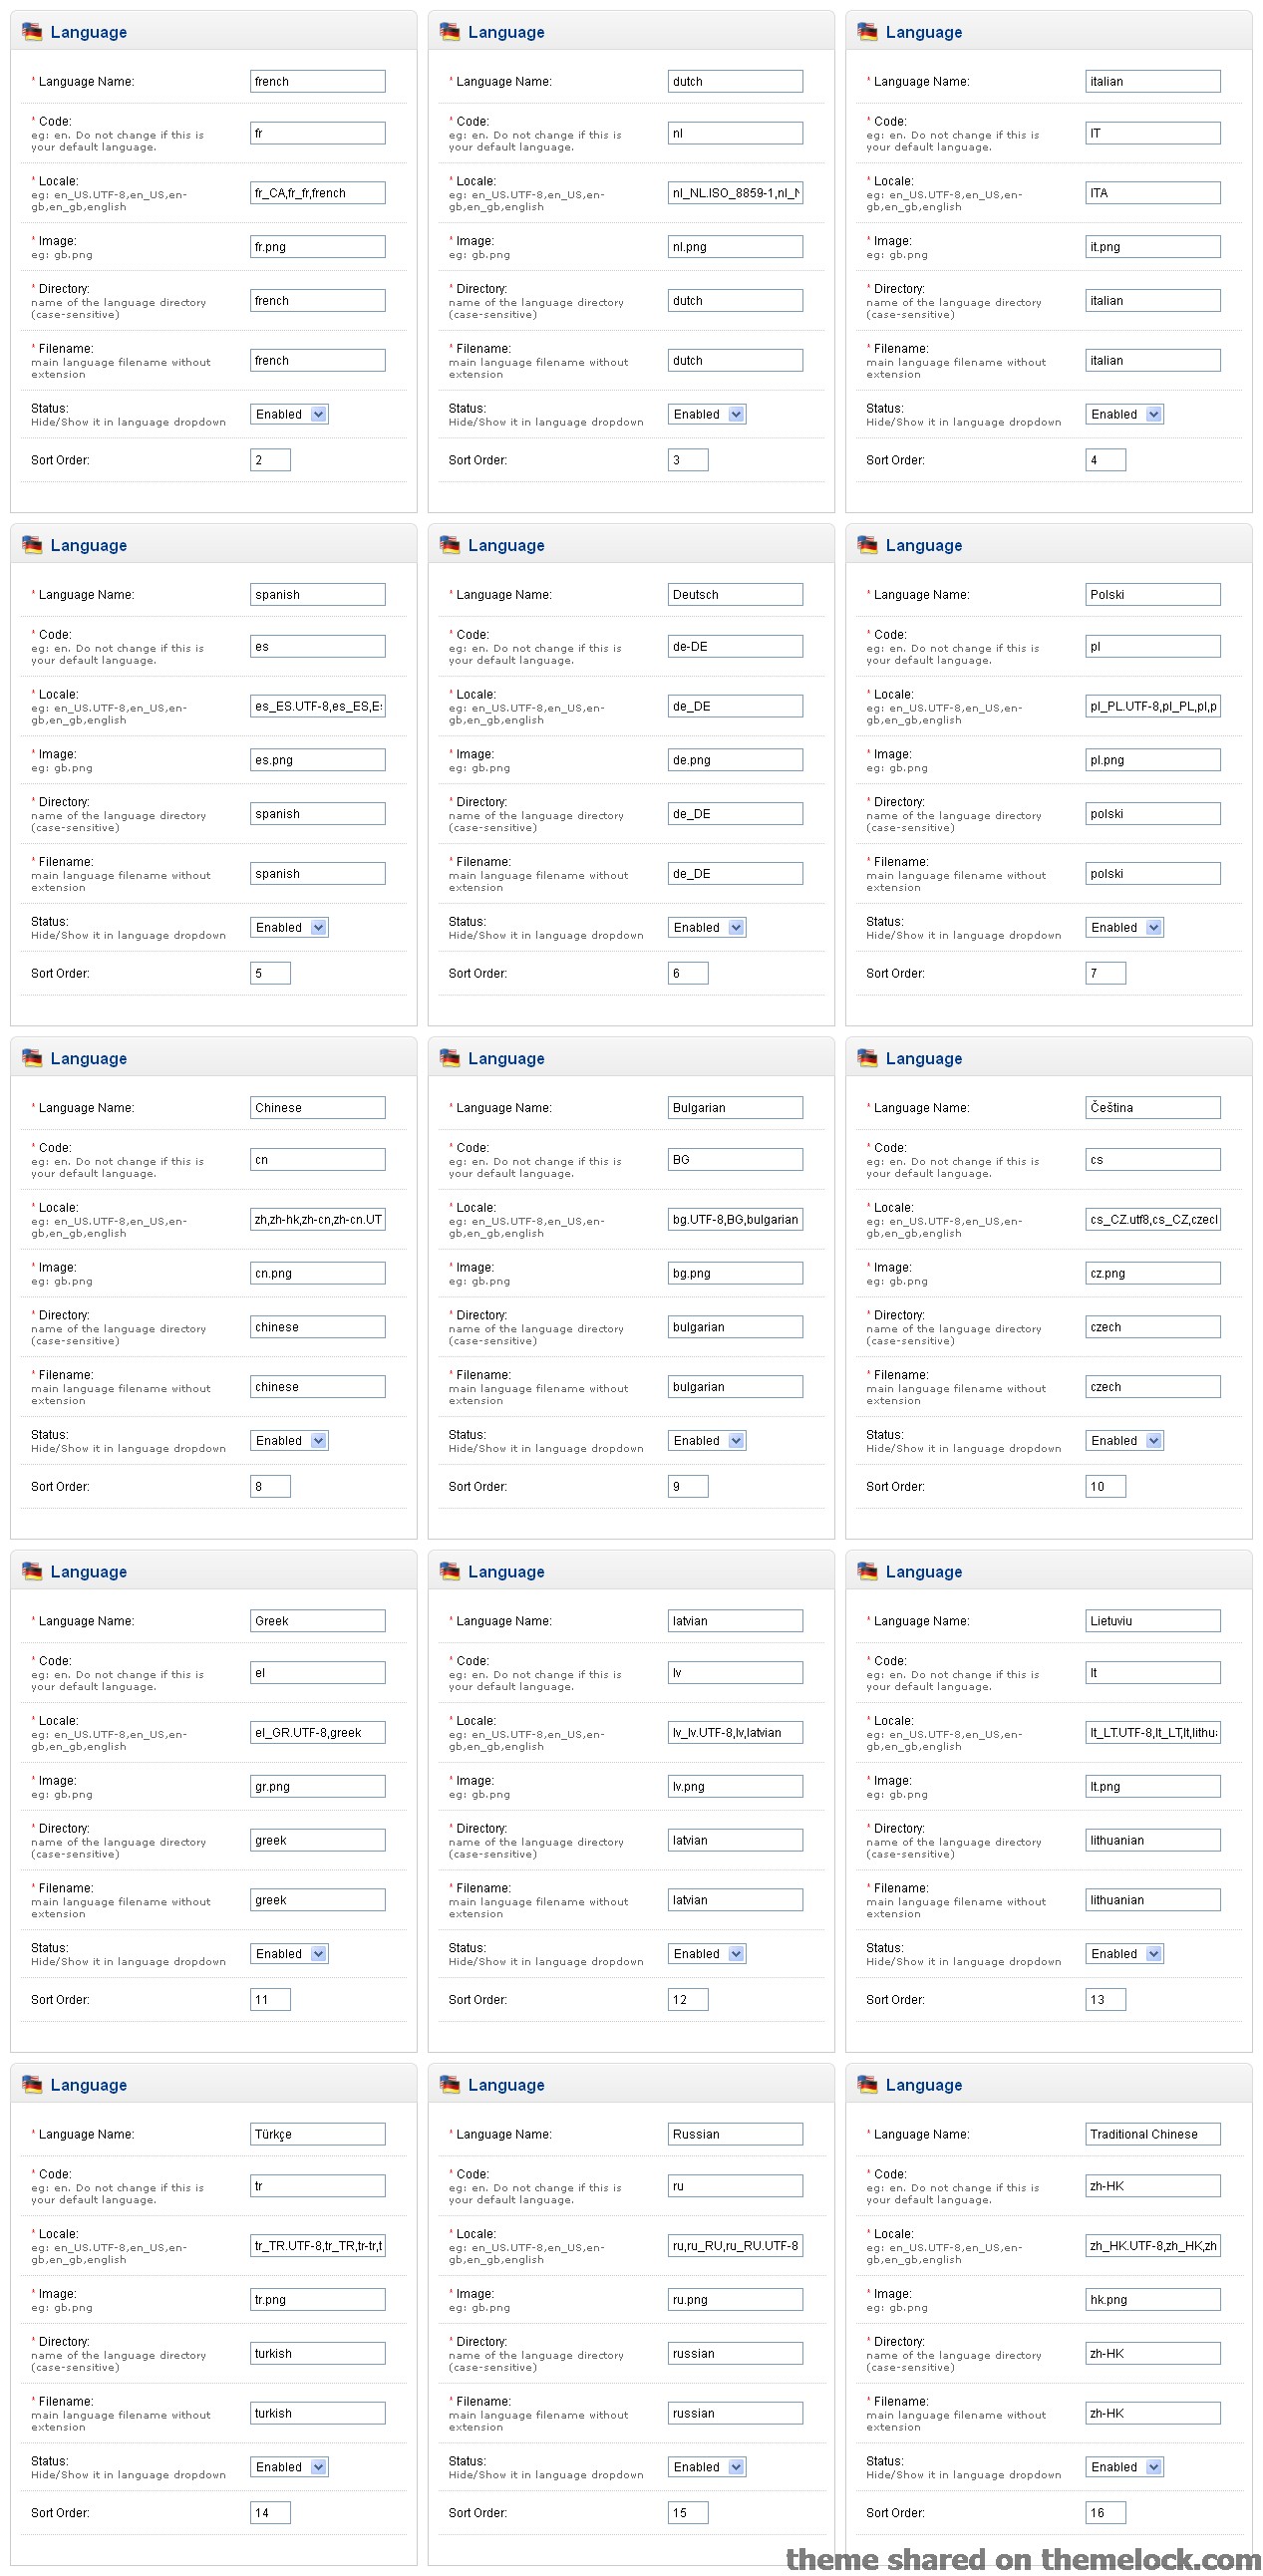 Language
* Language Name: french
* Code:
eg: en. Do not change if this is
your default language.
fr
* Locale:
eg: en_US.UTF-8,en_US,en-
gb,en_gb,english
fr_CA,fr_fr,french
* Image:
eg: gb.png
fr.png
* Directory:
name of the language directory
(case-sensitive)
french
* Filename:
main language filename without
extension
french
Status:
Hide/Show it in language dropdown
Enabled
Sort Order: 2
Language
* Language Name: dutch
* Code:
eg: en. Do not change if this is
your default language.
nl
* Locale:
eg: en_US.UTF-8,en_US,en-
gb,en_gb,english
nl_NL.ISO_8859-1,nl_N
* Image:
eg: gb.png
nl.png
* Directory:
name of the language directory
(case-sensitive)
dutch
* Filename:
main language filename without
extension
dutch
Status:
Hide/Show it in language dropdown
Enabled
Sort Order: 3
Language
* Language Name: italian
* Code:
eg: en. Do not change if this is
your default language.
IT
* Locale:
eg: en_US.UTF-8,en_US,en-
gb,en_gb,english
ITA
* Image:
eg: gb.png
it.png
* Directory:
name of the language directory
(case-sensitive)
italian
* Filename:
main language filename without
extension
italian
Status:
Hide/Show it in language dropdown
Enabled
Sort Order: 4
Language
* Language Name: spanish
* Code:
eg: en. Do not change if this is
your default language.
es
* Locale:
eg: en_US.UTF-8,en_US,en-
gb,en_gb,english
es_ES.UTF-8,es_ES,E
* Image:
eg: gb.png
es.png
* Directory:
name of the language directory
(case-sensitive)
spanish
* Filename:
main language filename without
extension
spanish
Status:
Hide/Show it in language dropdown
Enabled
Sort Order: 5
Language
* Language Name: Deutsch
* Code:
eg: en. Do not change if this is
your default language.
de-DE
* Locale:
eg: en_US.UTF-8,en_US,en-
gb,en_gb,english
de_DE
* Image:
eg: gb.png
de.png
* Directory:
name of the language directory
(case-sensitive)
de_DE
* Filename:
main language filename without
extension
de_DE
Status:
Hide/Show it in language dropdown
Enabled
Sort Order: 6
Language
* Language Name: Polski
* Code:
eg: en. Do not change if this is
your default language.
pl
* Locale:
eg: en_US.UTF-8,en_US,en-
gb,en_gb,english
pl_PL.UTF-8,pl_PL,pl,p
* Image:
eg: gb.png
pl.png
* Directory:
name of the language directory
(case-sensitive)
polski
* Filename:
main language filename without
extension
polski
Status:
Hide/Show it in language dropdown
Enabled
Sort Order: 7
Language
* Language Name: Chinese
* Code:
eg: en. Do not change if this is
your default language.
cn
* Locale:
eg: en_US.UTF-8,en_US,en-
gb,en_gb,english
zh,zh-hk,zh-cn,zh-cn.UT
* Image:
eg: gb.png
cn.png
* Directory:
name of the language directory
(case-sensitive)
chinese
* Filename:
main language filename without
extension
chinese
Status:
Hide/Show it in language dropdown
Enabled
Sort Order: 8
Language
* Language Name: Bulgarian
* Code:
eg: en. Do not change if this is
your default language.
BG
* Locale:
eg: en_US.UTF-8,en_US,en-
gb,en_gb,english
bg.UTF-8,BG,bulgarian
* Image:
eg: gb.png
bg.png
* Directory:
name of the language directory
(case-sensitive)
bulgarian
* Filename:
main language filename without
extension
bulgarian
Status:
Hide/Show it in language dropdown
Enabled
Sort Order: 9
Language
* Language Name: Čeština
* Code:
eg: en. Do not change if this is
your default language.
cs
* Locale:
eg: en_US.UTF-8,en_US,en-
gb,en_gb,english
cs_CZ.utf8,cs_CZ,czecl
* Image:
eg: gb.png
cz.png
* Directory:
name of the language directory
(case-sensitive)
czech
* Filename:
main language filename without
extension
czech
Status:
Hide/Show it in language dropdown
Enabled
Sort Order: 10
Language
* Language Name: Greek
* Code:
eg: en. Do not change if this is
your default language.
el
* Locale:
eg: en_US.UTF-8,en_US,en-
gb,en_gb,english
el_GR.UTF-8,greek
* Image:
eg: gb.png
gr.png
* Directory:
name of the language directory
(case-sensitive)
greek
* Filename:
main language filename without
extension
greek
Status:
Hide/Show it in language dropdown
Enabled
Sort Order: 11
Language
* Language Name: latvian
* Code:
eg: en. Do not change if this is
your default language.
lv
* Locale:
eg: en_US.UTF-8,en_US,en-
gb,en_gb,english
lv_lv.UTF-8,lv,latvian
* Image:
eg: gb.png
lv.png
* Directory:
name of the language directory
(case-sensitive)
latvian
* Filename:
main language filename without
extension
latvian
Status:
Hide/Show it in language dropdown
Enabled
Sort Order: 12
Language
* Language Name: Lietuviu
* Code:
eg: en. Do not change if this is
your default language.
lt
* Locale:
eg: en_US.UTF-8,en_US,en-
gb,en_gb,english
lt_LT.UTF-8,lt_LT,lt,lithu
* Image:
eg: gb.png
lt.png
* Directory:
name of the language directory
(case-sensitive)
lithuanian
* Filename:
main language filename without
extension
lithuanian
Status:
Hide/Show it in language dropdown
Enabled
Sort Order: 13
Language
* Language Name: Türkçe
* Code:
eg: en. Do not change if this is
your default language.
tr
* Locale:
eg: en_US.UTF-8,en_US,en-
gb,en_gb,english
tr_TR.UTF-8,tr_TR,tr-tr,t
* Image:
eg: gb.png
tr.png
* Directory:
name of the language directory
(case-sensitive)
turkish
* Filename:
main language filename without
extension
turkish
Status:
Hide/Show it in language dropdown
Enabled
Sort Order: 14
Language
* Language Name: Russian
* Code:
eg: en. Do not change if this is
your default language.
ru
* Locale:
eg: en_US.UTF-8,en_US,en-
gb,en_gb,english
ru,ru_RU,ru_RU.UTF-8
* Image:
eg: gb.png
ru.png
* Directory:
name of the language directory
(case-sensitive)
russian
* Filename:
main language filename without
extension
russian
Status:
Hide/Show it in language dropdown
Enabled
Sort Order: 15
Language
* Language Name: Traditional Chinese
* Code:
eg: en. Do not change if this is
your default language.
zh-HK
* Locale:
eg: en_US.UTF-8,en_US,en-
gb,en_gb,english
zh_HK.UTF-8,zh_HK,zh
* Image:
eg: gb.png
hk.png
* Directory:
name of the language directory
(case-sensitive)
zh-HK
* Filename:
main language filename without
extension
zh-HK
Status:
Hide/Show it in language dropdown
Enabled
Sort Order: 16
theme shared on themelock.com